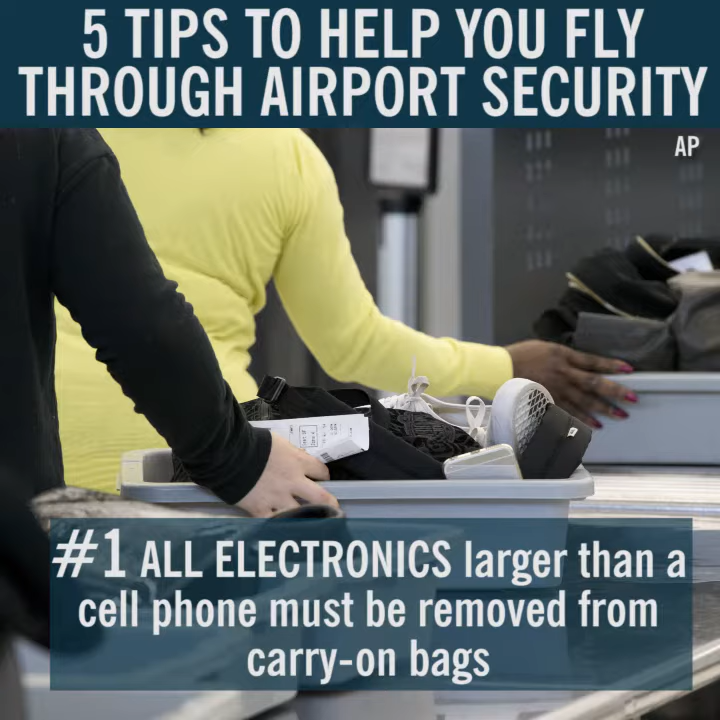 5 TIPS TO HELP YOU FLY
THROUGH AIRPORT SECURITY
AP
#1 ALL ELECTRONICS larger than a
cell phone must be removed from
carry-on bags